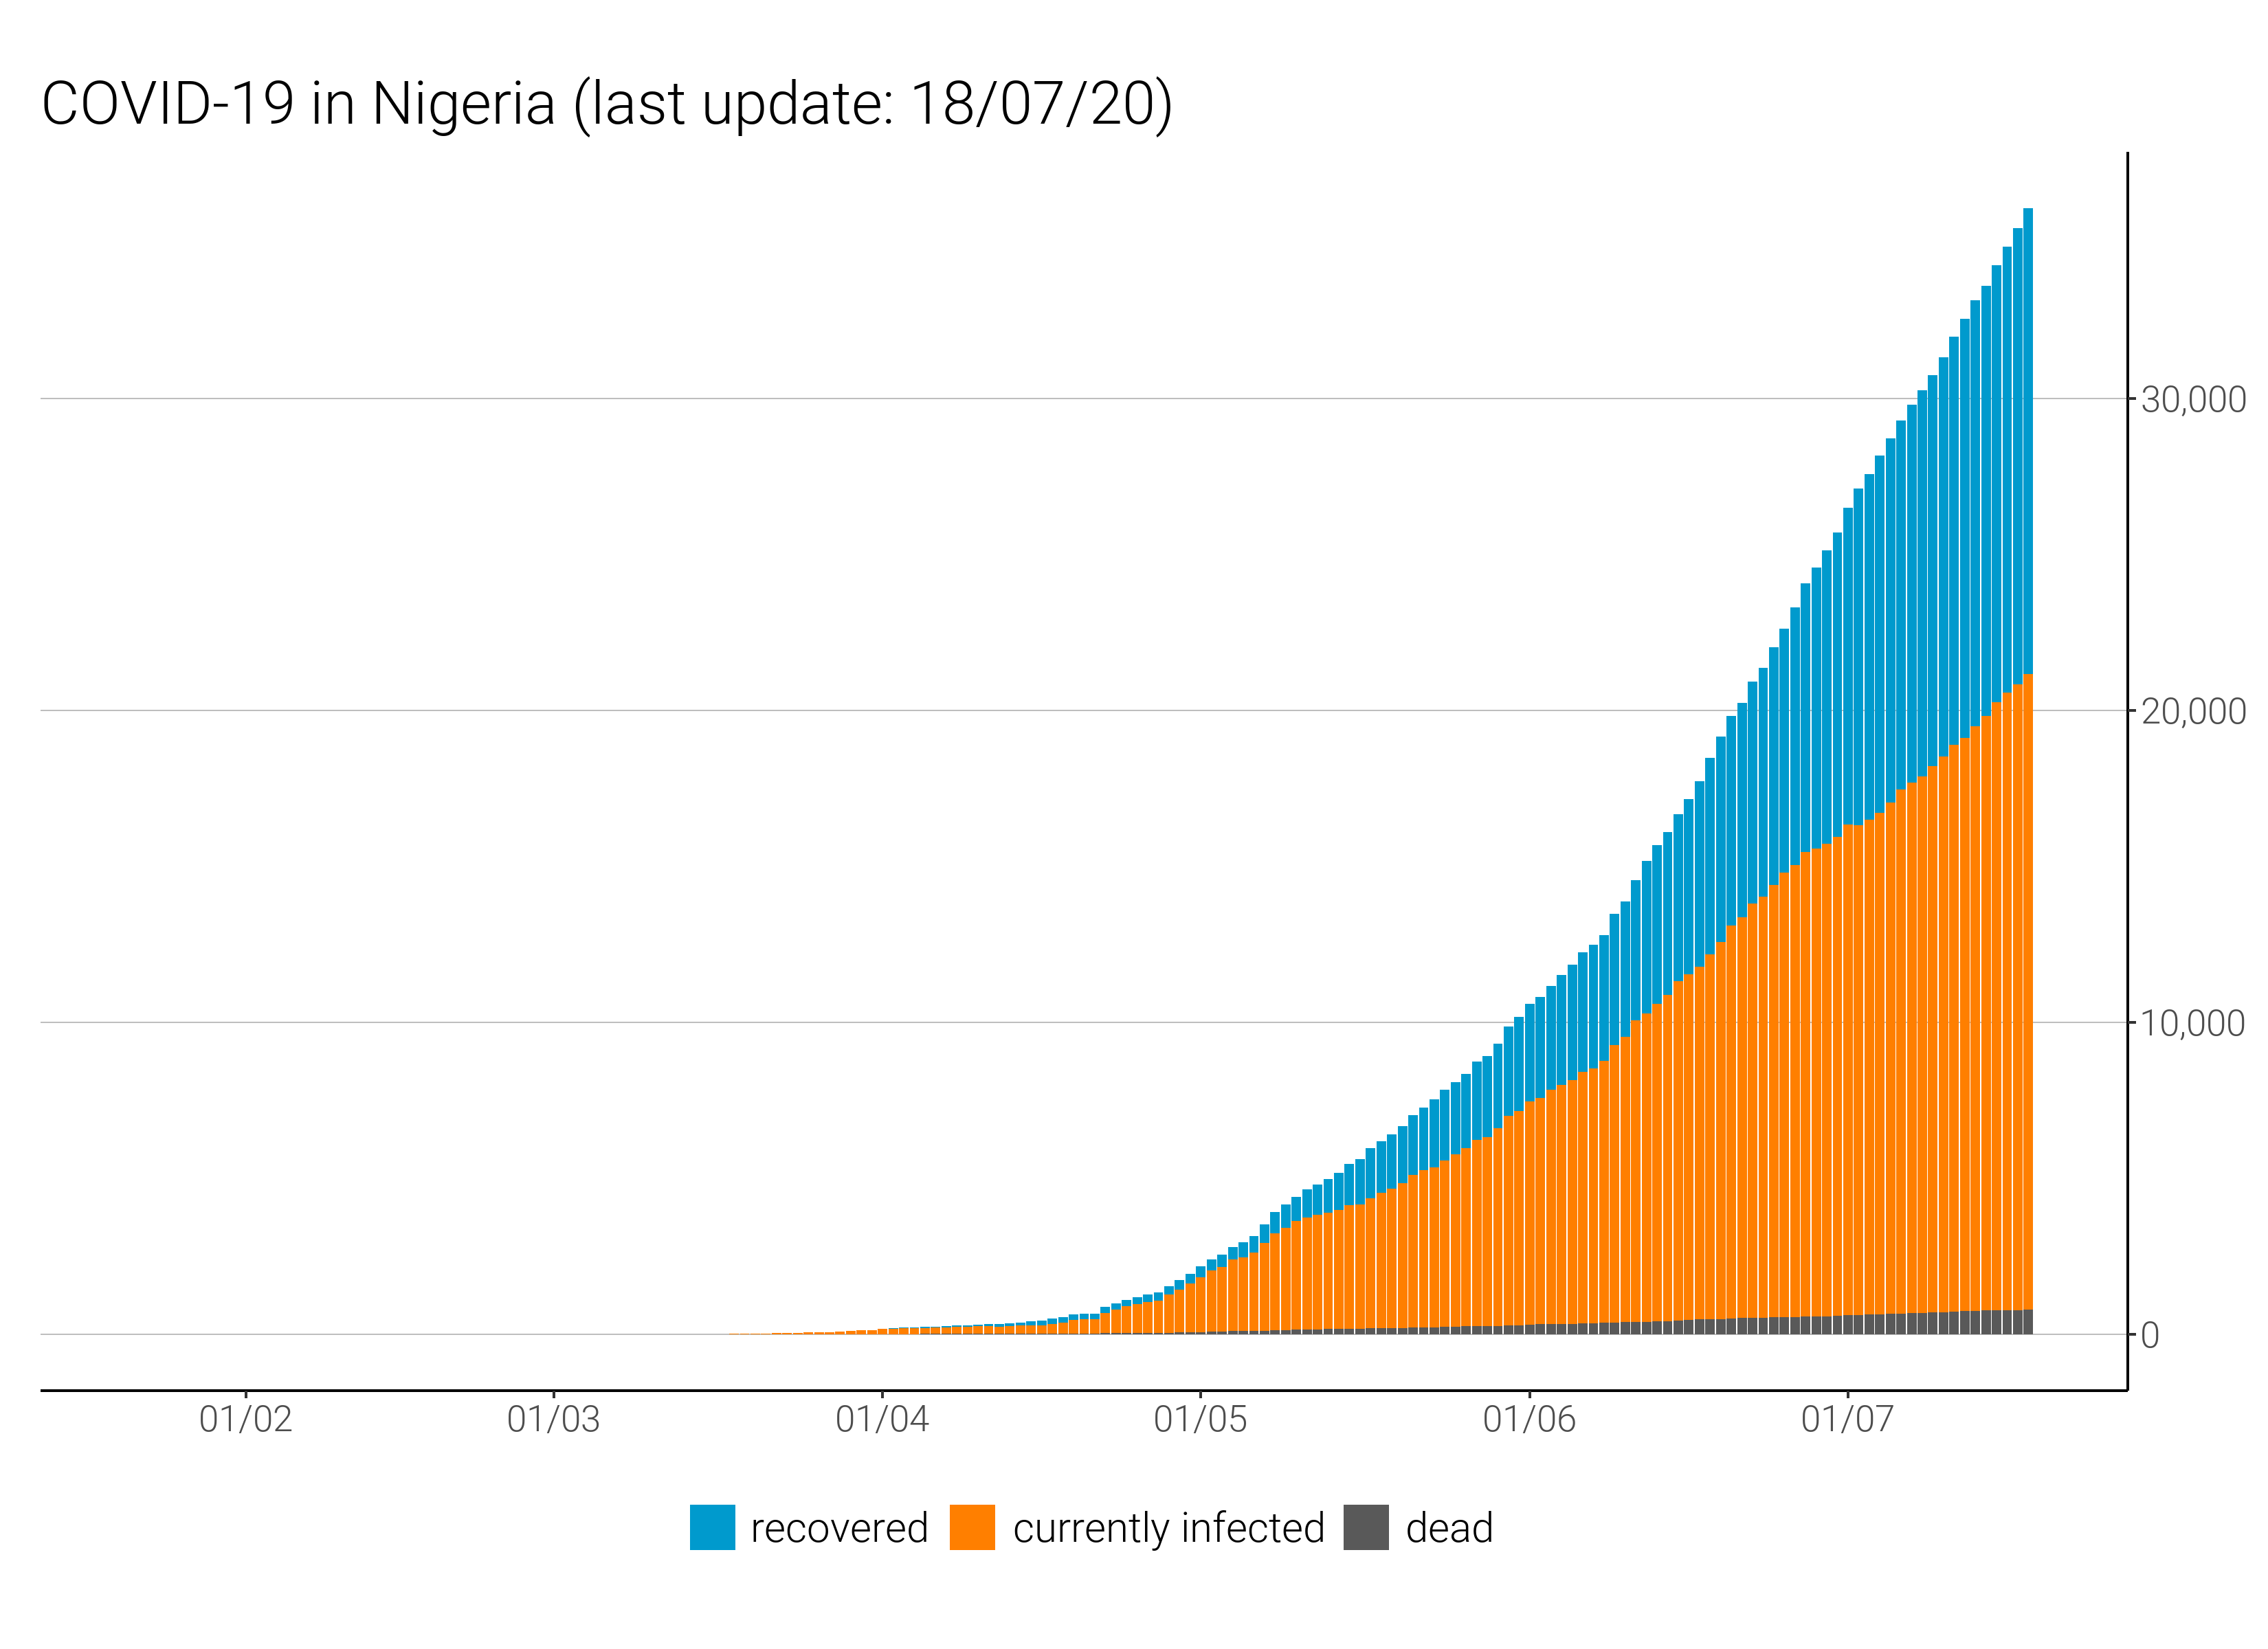 COVID-19 in Nigeria (last update: 18/07/20)
30,000
20,000
10,000
0
01/02 01/03 01/04 01/05 01/06 01/07
recovered currently infected dead